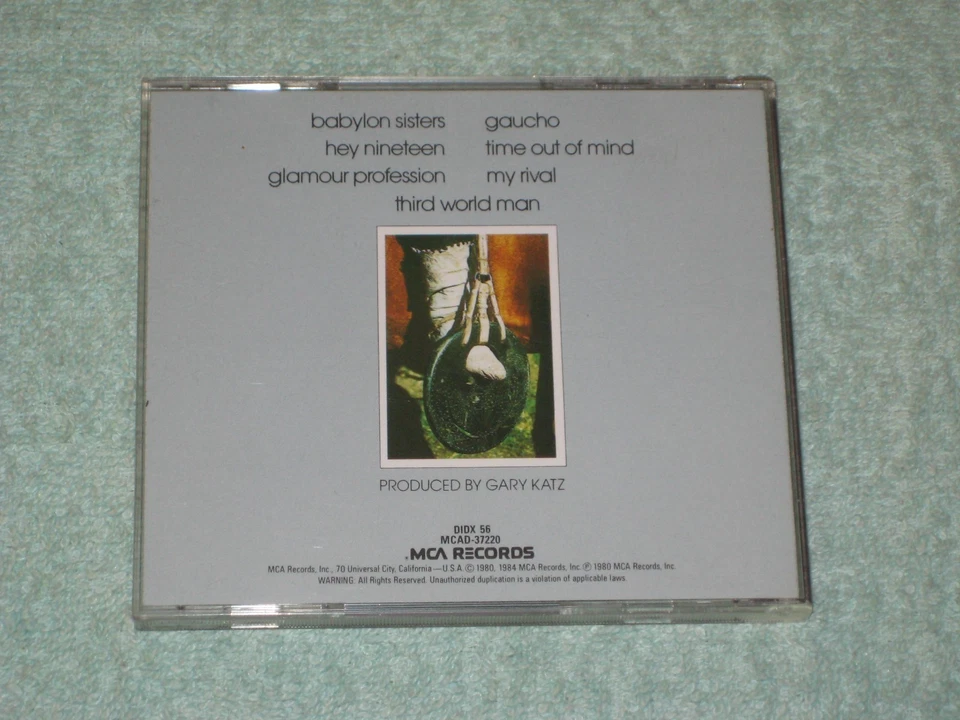 babylon sisters gaucho
hey nineteen time out of mind
glamour profession my rival
third world man
PRODUCED BY GARY KATZ
DIDX 56
MCAD-37220
MCA RECORDS
MCA Records, Inc., 70 Universal City, California—U.S.A. © 1980, 1984 MCA Records, Inc. ℗ 1980 MCA Records, Inc.
WARNING: All Rights Reserved. Unauthorized duplication is a violation of applicable laws.